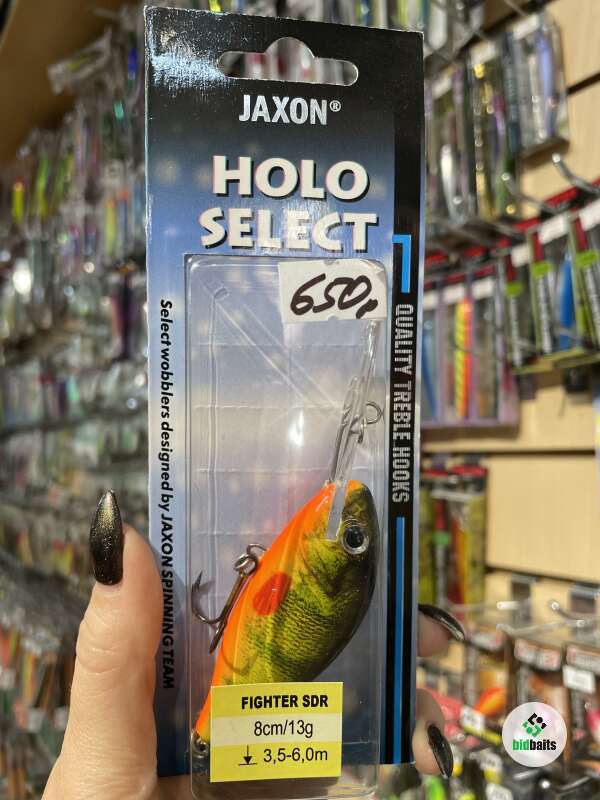 JAXON®
HOLO
SELECT
650р
QUALITY TREBLE HOOKS
Select wobblers designed by JAXON SPINNING TEAM
FIGHTER SDR
8cm/13g
3,5-6,0m
bidbaits